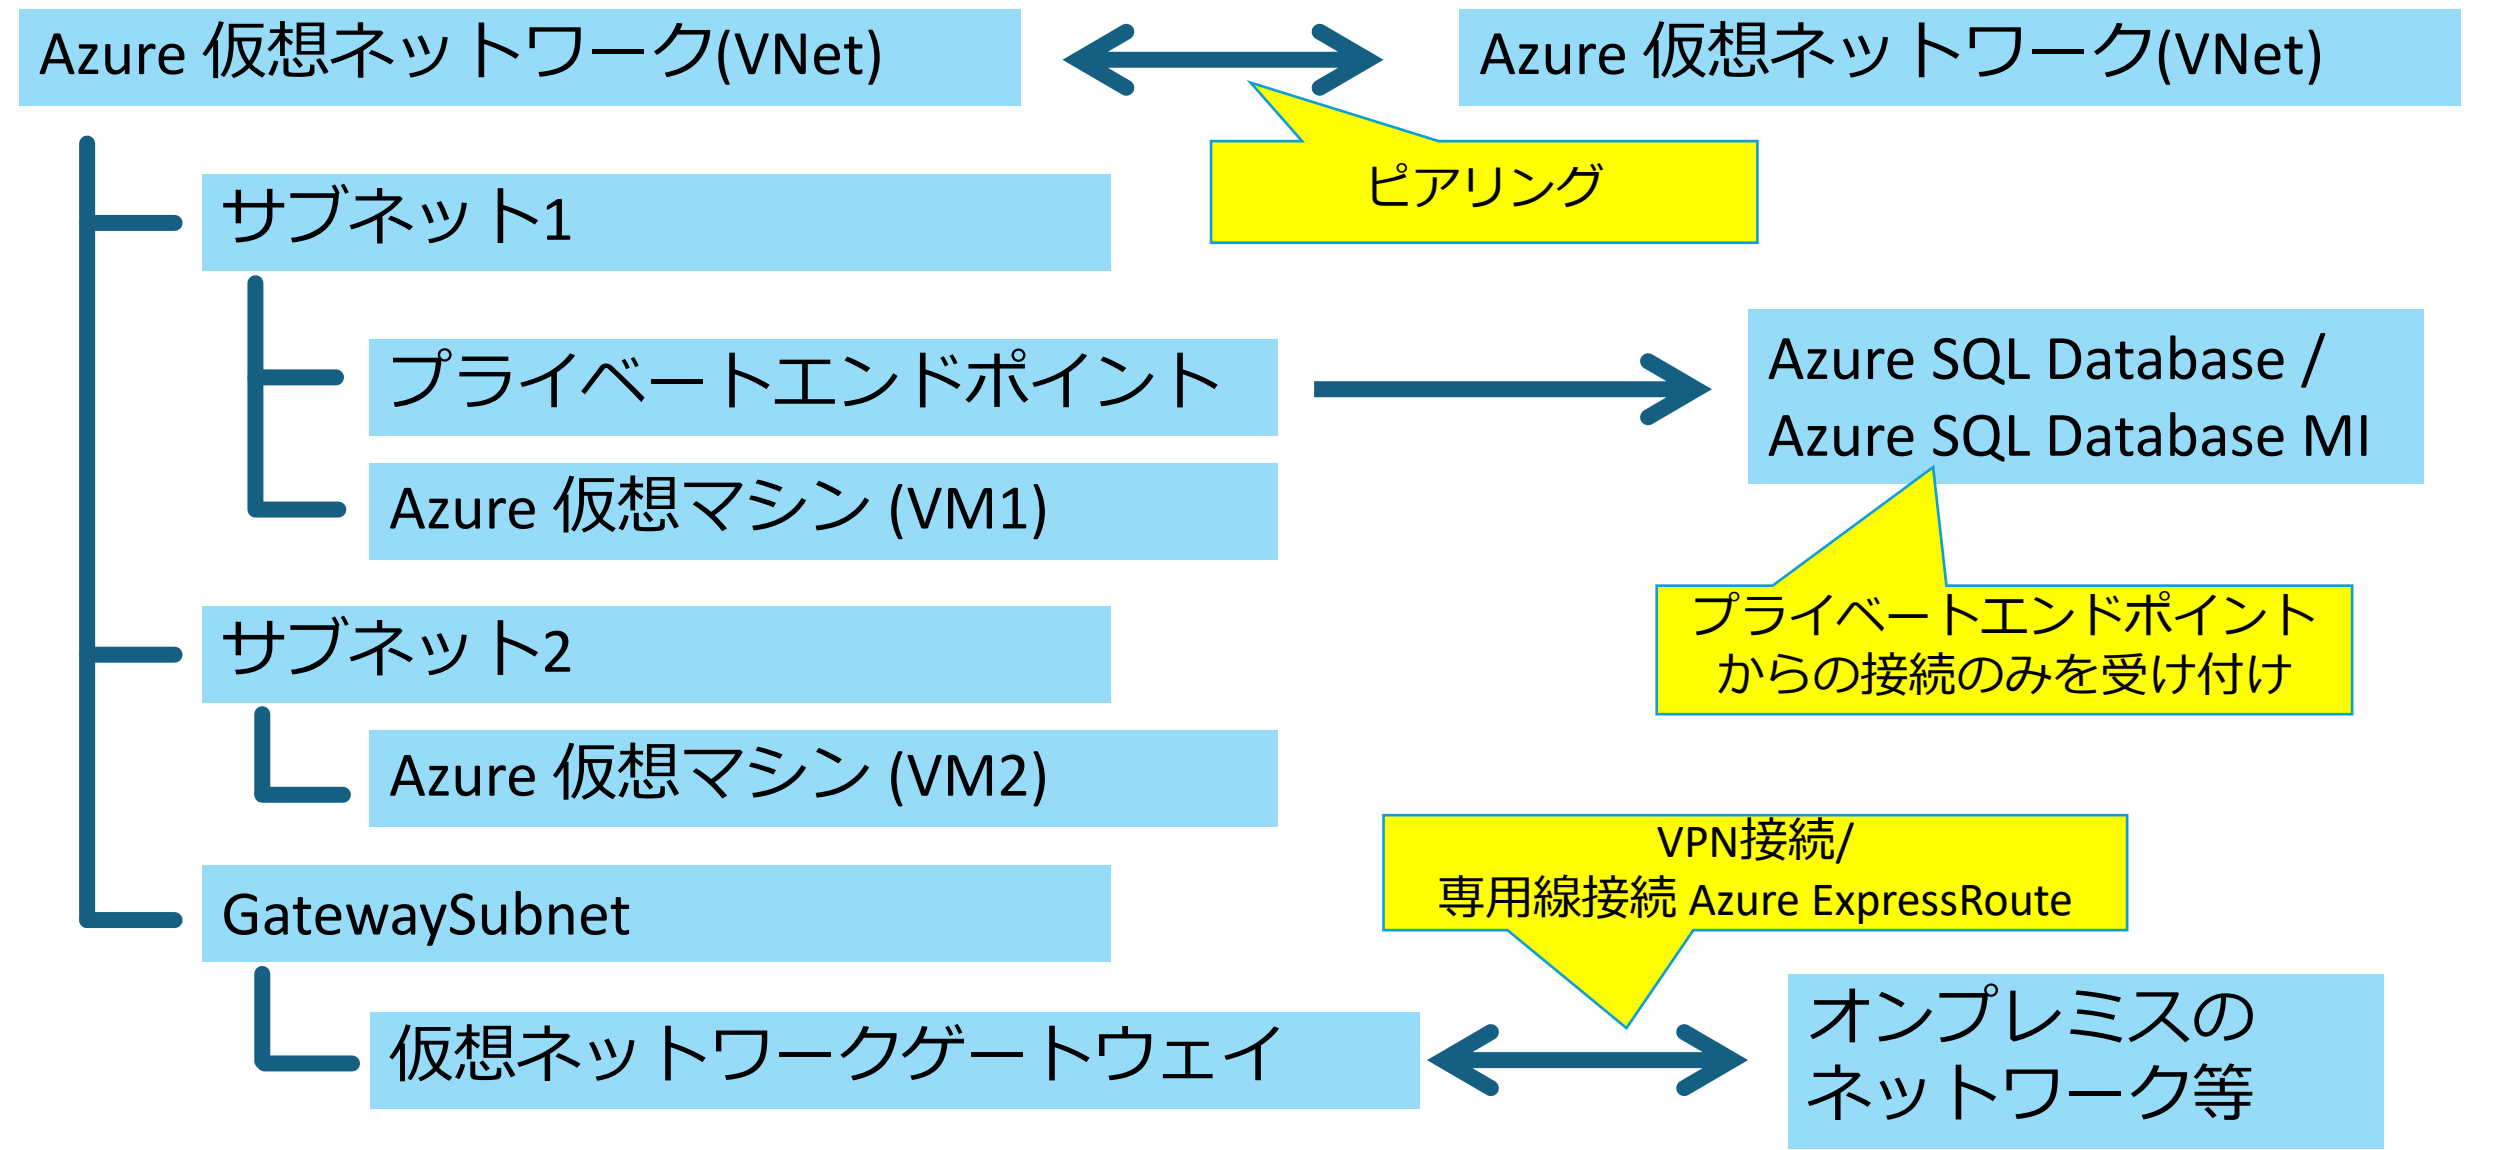 Azure 仮想ネットワーク(VNet)
Azure 仮想ネットワーク(VNet)
ピアリング
サブネット1
プライベートエンドポイント
Azure SQL Database /
Azure SQL Database MI
Azure 仮想マシン (VM1)
プライベートエンドポイント
からの接続のみを受け付け
サブネット2
Azure 仮想マシン (VM2)
VPN接続/
専用線接続 Azure ExpressRoute
GatewaySubnet
仮想ネットワークゲートウェイ
オンプレミスの
ネットワーク等